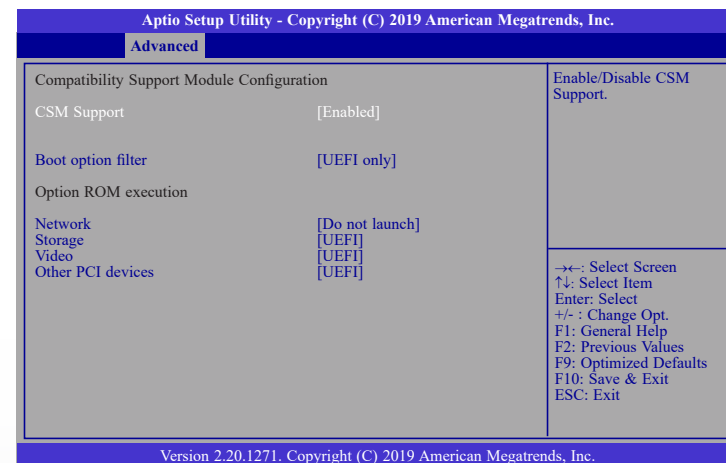 Aptio Setup Utility - Copyright (C) 2019 American Megatrends, Inc.
Advanced
Compatibility Support Module Configuration
CSM Support [Enabled]
Boot option filter [UEFI only]
Option ROM execution
Network [Do not launch]
Storage [UEFI]
Video [UEFI]
Other PCI devices [UEFI]
Enable/Disable CSM
Support.
→←: Select Screen
↑↓: Select Item
Enter: Select
+/- : Change Opt.
F1: General Help
F2: Previous Values
F9: Optimized Defaults
F10: Save & Exit
ESC: Exit
Version 2.20.1271. Copyright (C) 2019 American Megatrends, Inc.